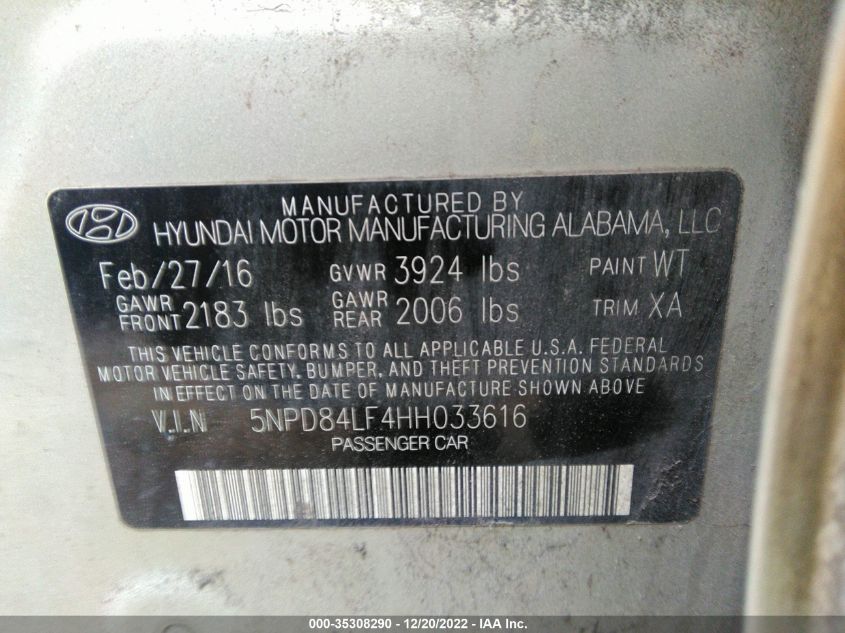 MANUFACTURED BY
HYUNDAI MOTOR MANUFACTURING ALABAMA, LLC
Feb/27/16 GVWR 3924 lbs PAINT WT
GAWR FRONT 2183 lbs GAWR REAR 2006 lbs TRIM XA
THIS VEHICLE CONFORMS TO ALL APPLICABLE U.S.A. FEDERAL
MOTOR VEHICLE SAFETY, BUMPER, AND THEFT PREVENTION STANDARDS
IN EFFECT ON THE DATE OF MANUFACTURE SHOWN ABOVE
V.I.N 5NPD84LF4HH033616
PASSENGER CAR
000-35308290 - 12/20/2022 - IAA Inc.